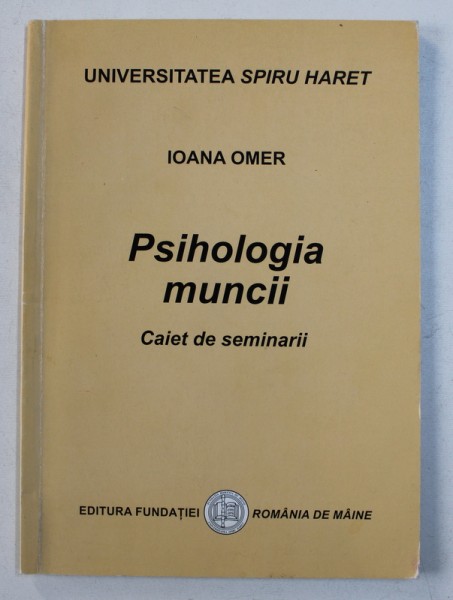 UNIVERSITATEA SPIRU HARET
IOANA OMER
Psihologia
muncii
Caiet de seminarii
EDITURA FUNDAȚIEI ROMÂNIA DE MÂINE